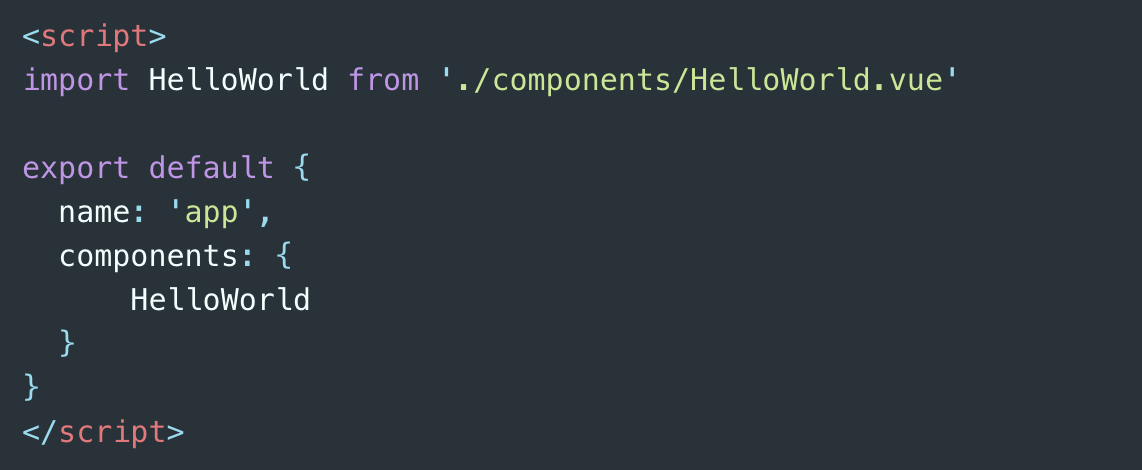 <script>
import HelloWorld from './components/HelloWorld.vue'

export default {
  name: 'app',
  components: {
      HelloWorld
  }
}
</script>